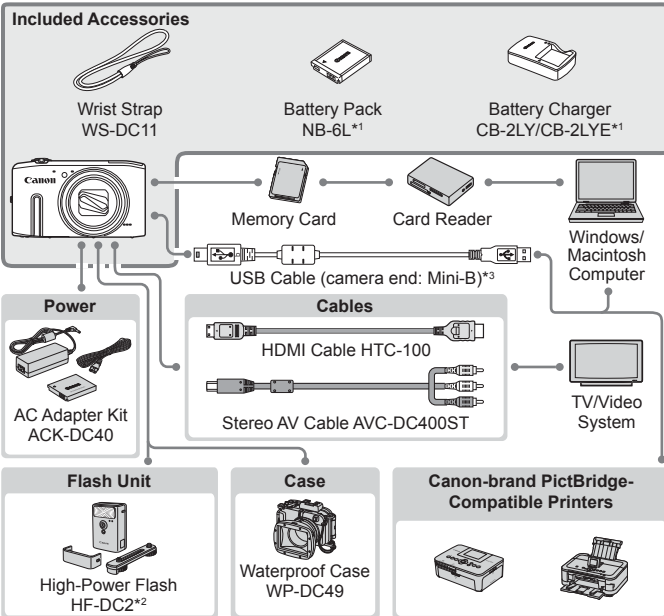 Included Accessories
Wrist Strap
WS-DC11
Battery Pack
NB-6L*1
Battery Charger
CB-2LY/CB-2LYE*1
Canon
Memory Card
Card Reader
Windows/
Macintosh
Computer
USB Cable (camera end: Mini-B)*3
Power
AC Adapter Kit
ACK-DC40
Cables
HDMI Cable HTC-100
Stereo AV Cable AVC-DC400ST
TV/Video
System
Flash Unit
High-Power Flash
HF-DC2*2
Case
Waterproof Case
WP-DC49
Canon-brand PictBridge-
Compatible Printers